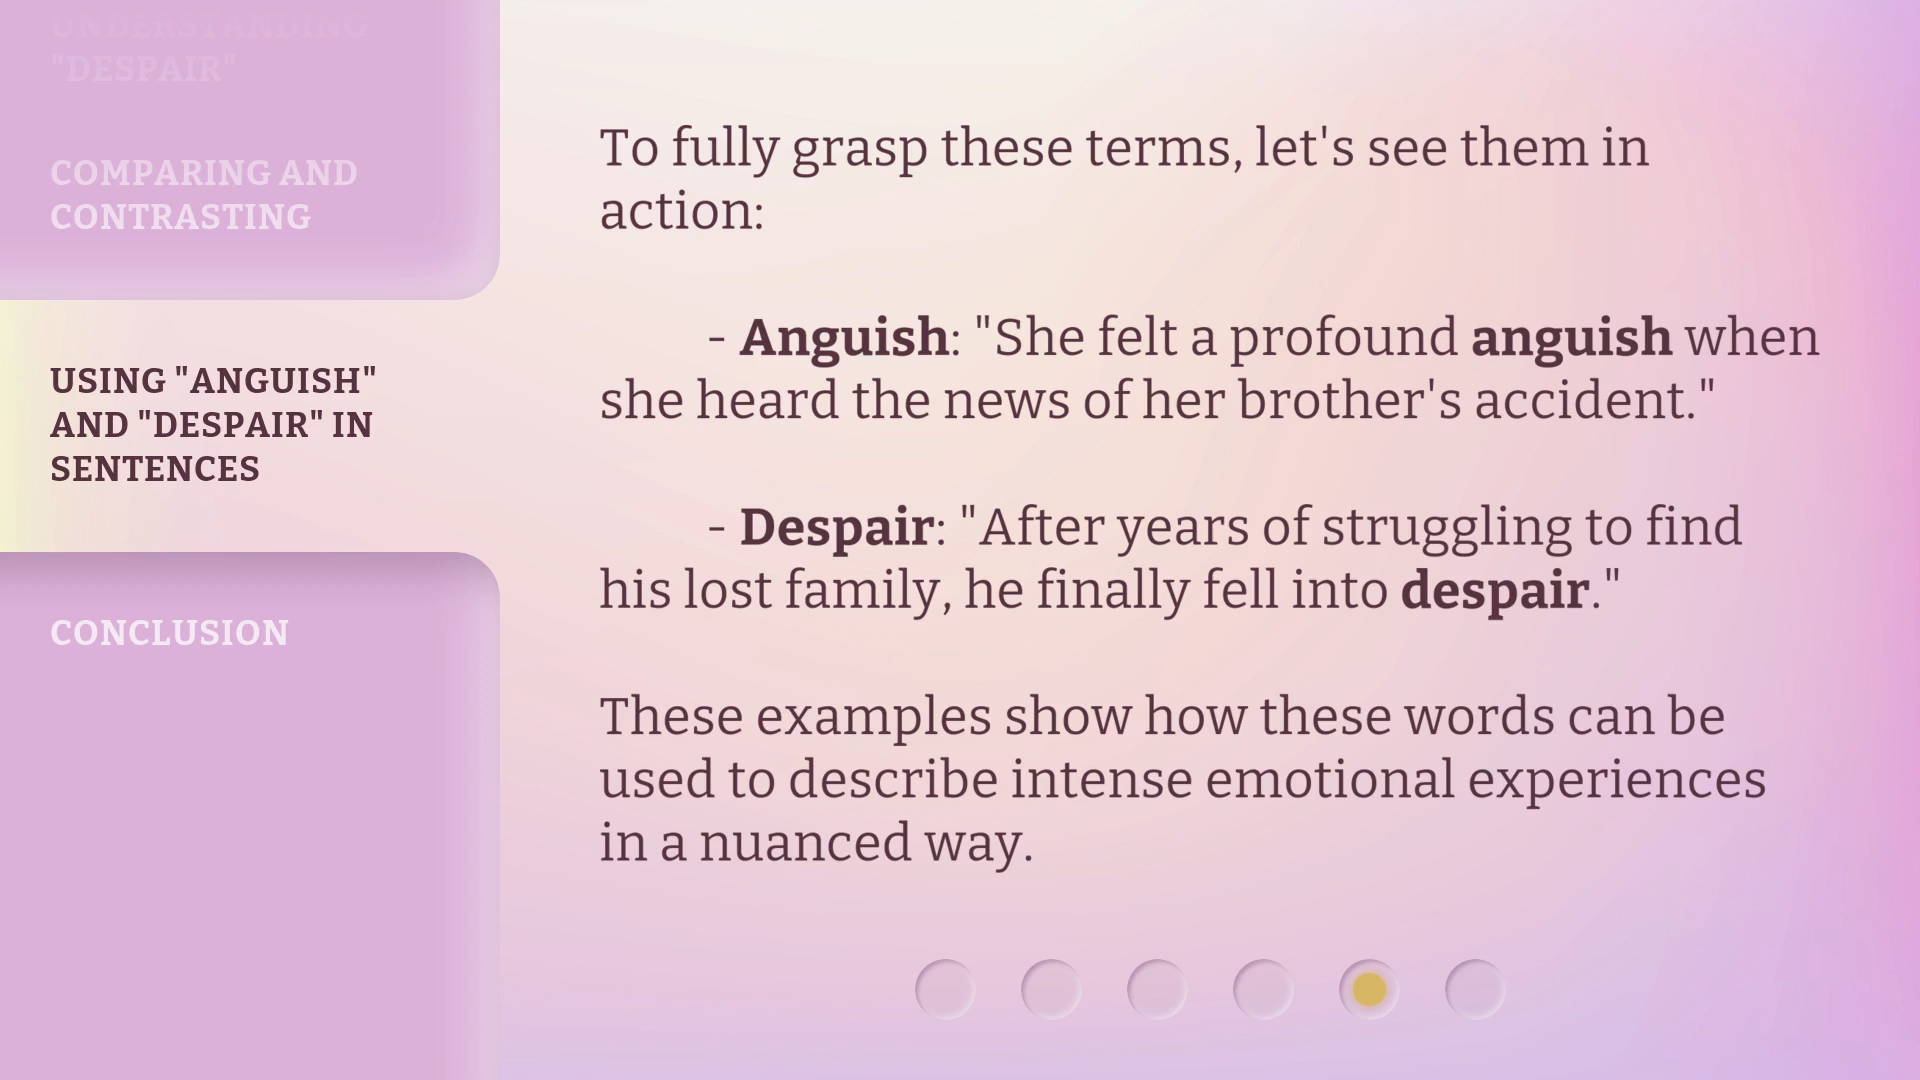 UNDERSTANDING
"DESPAIR"
COMPARING AND
CONTRASTING
USING "ANGUISH"
AND "DESPAIR" IN
SENTENCES
CONCLUSION
To fully grasp these terms, let's see them in
action:
- Anguish: "She felt a profound anguish when
she heard the news of her brother's accident."
- Despair: "After years of struggling to find
his lost family, he finally fell into despair."
These examples show how these words can be
used to describe intense emotional experiences
in a nuanced way.